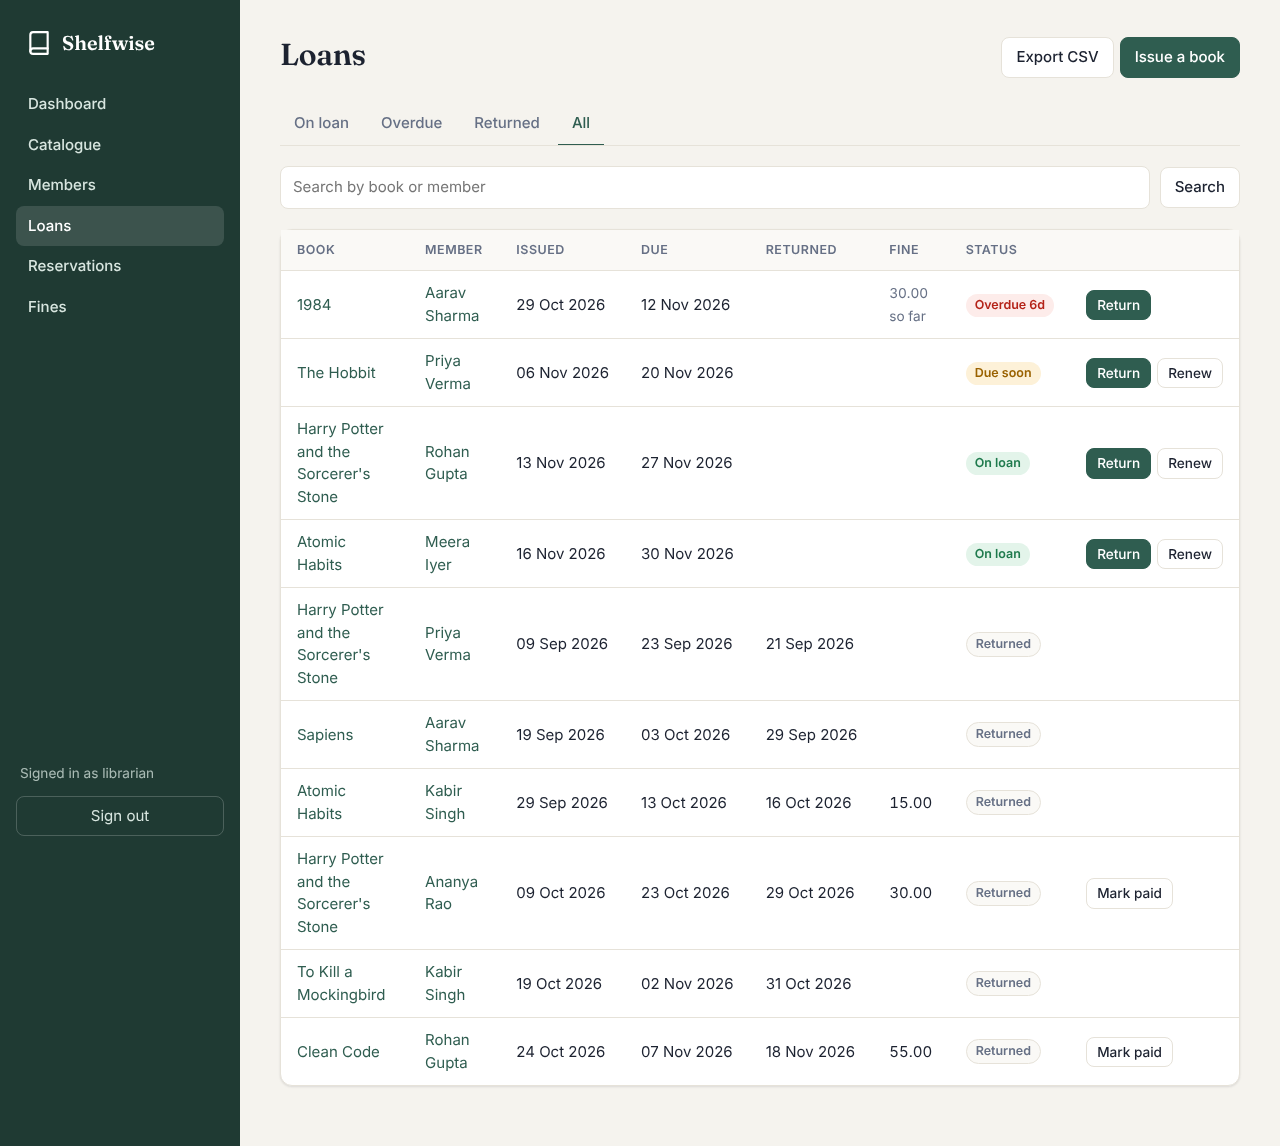 Shelfwise
Dashboard
Catalogue
Members
Loans
Reservations
Fines
Signed in as librarian
Sign out
Loans
Export CSV
Issue a book
On loan
Overdue
Returned
All
Search by book or member
Search
BOOK MEMBER ISSUED DUE RETURNED FINE STATUS
1984
Aarav
Sharma
29 Oct 2026
12 Nov 2026
30.00
so far
Overdue 6d
Return
The Hobbit
Priya
Verma
06 Nov 2026
20 Nov 2026
Due soon
Return
Renew
Harry Potter
and the
Sorcerer's
Stone
Rohan
Gupta
13 Nov 2026
27 Nov 2026
On loan
Return
Renew
Atomic
Habits
Meera
Iyer
16 Nov 2026
30 Nov 2026
On loan
Return
Renew
Harry Potter
and the
Sorcerer's
Stone
Priya
Verma
09 Sep 2026
23 Sep 2026
21 Sep 2026
Returned
Sapiens
Aarav
Sharma
19 Sep 2026
03 Oct 2026
29 Sep 2026
Returned
Atomic
Habits
Kabir
Singh
29 Sep 2026
13 Oct 2026
16 Oct 2026
15.00
Returned
Harry Potter
and the
Sorcerer's
Stone
Ananya
Rao
09 Oct 2026
23 Oct 2026
29 Oct 2026
30.00
Returned
Mark paid
To Kill a
Mockingbird
Kabir
Singh
19 Oct 2026
02 Nov 2026
31 Oct 2026
Returned
Clean Code
Rohan
Gupta
24 Oct 2026
07 Nov 2026
18 Nov 2026
55.00
Returned
Mark paid